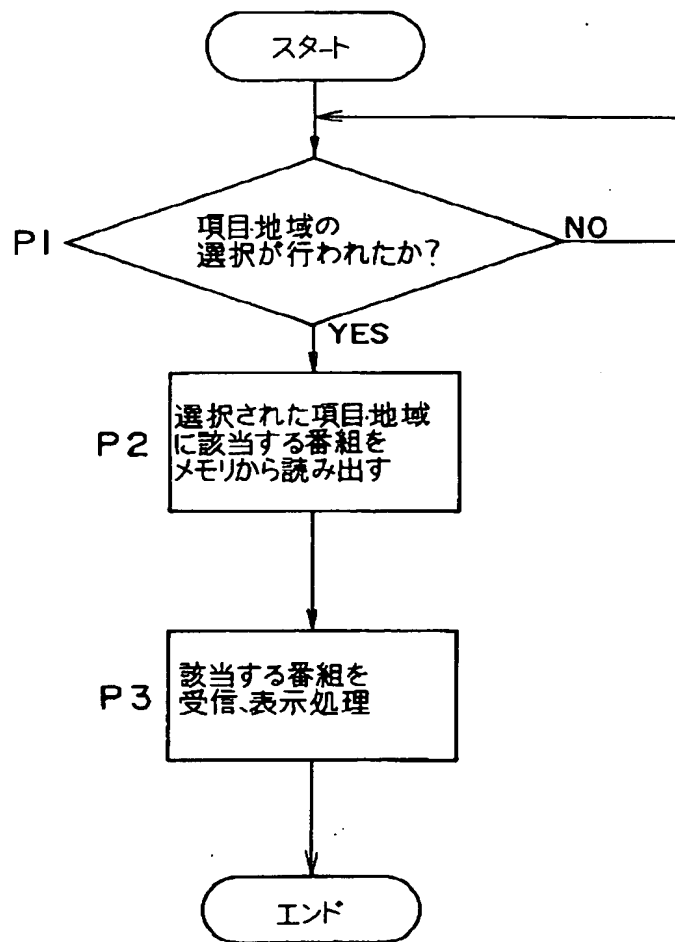 スタート
P1
項目・地域の
選択が行われたか?
NO
YES
P2
選択された項目・地域
に該当する番組を
メモリから読み出す
P3
該当する番組を
受信、表示処理
エンド